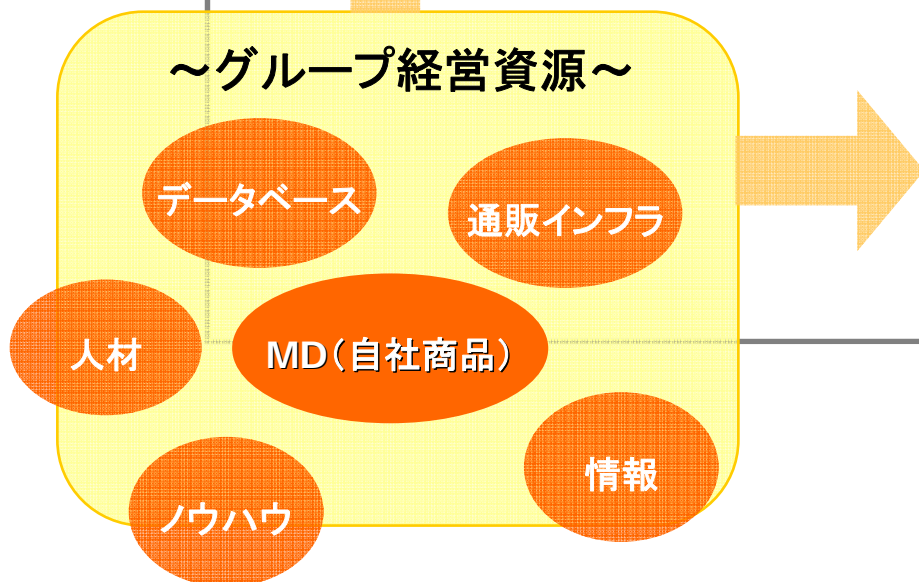 ～グループ経営資源～
データベース
通販インフラ
人材
MD（自社商品）
情報
ノウハウ